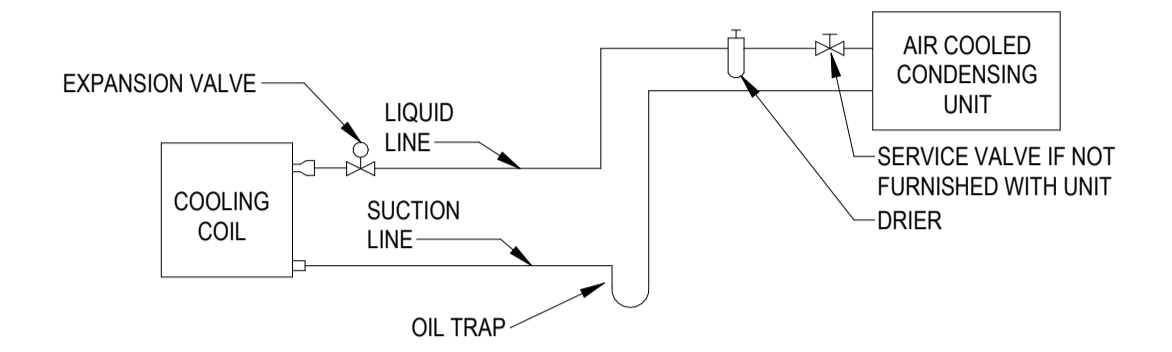 AIR COOLED
CONDENSING
UNIT
EXPANSION VALVE
LIQUID
LINE
SERVICE VALVE IF NOT
FURNISHED WITH UNIT
COOLING
COIL
SUCTION
LINE
DRIER
OIL TRAP